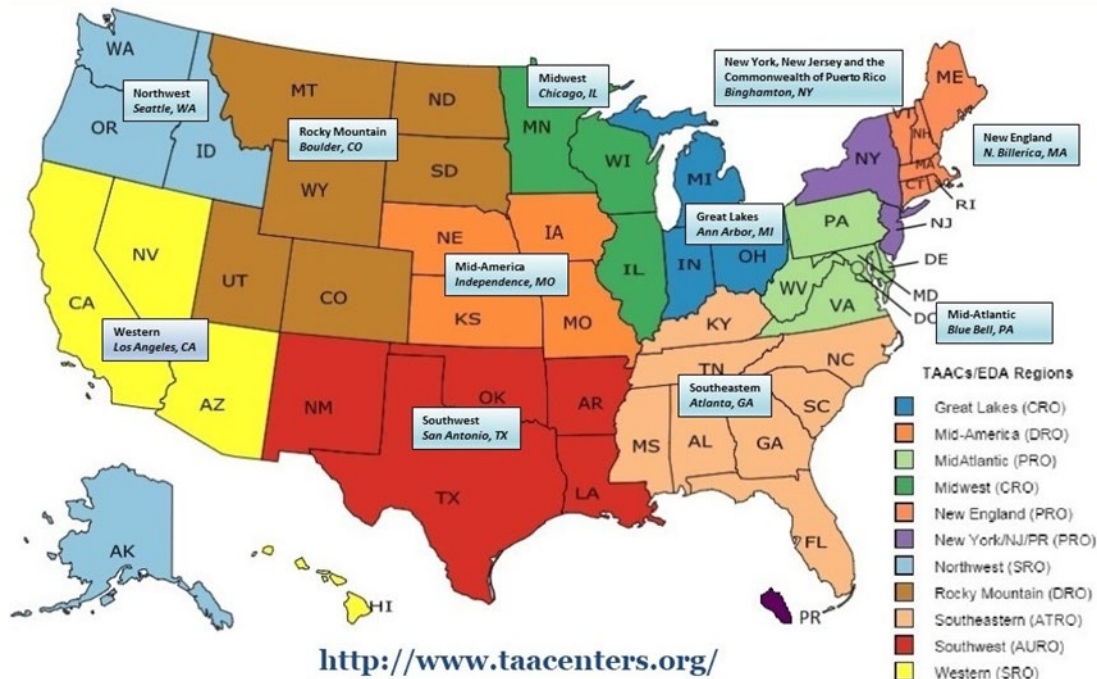 WA
Northwest
Seattle, WA
OR
ID
MT
ND
Rocky Mountain
Boulder, CO
SD
WY
UT
CO
Midwest
Chicago, IL
MN
WI
IL
MI
Great Lakes
Ann Arbor, MI
IN
OH
New York, New Jersey and the
Commonwealth of Puerto Rico
Binghamton, NY
NY
NJ
ME
NH
MA
CT
RI
New England
N. Billerica, MA
PA
WV
VA
DE
MD
DC
Mid-Atlantic
Blue Bell, PA
NE
IA
Mid-America
Independence, MO
KS
MO
CA
NV
Western
Los Angeles, CA
AZ
NM
OK
AR
Southwest
San Antonio, TX
TX
LA
KY
TN
NC
SC
Southeastern
Atlanta, GA
MS
AL
GA
FL
AK
HI
PR
TAACs/EDA Regions
Great Lakes (CRO)
Mid-America (DRO)
MidAtlantic (PRO)
Midwest (CRO)
New England (PRO)
New York/NJ/PR (PRO)
Northwest (SRO)
Rocky Mountain (DRO)
Southeastern (ATRO)
Southwest (AURO)
Western (SRO)
http://www.taacenters.org/